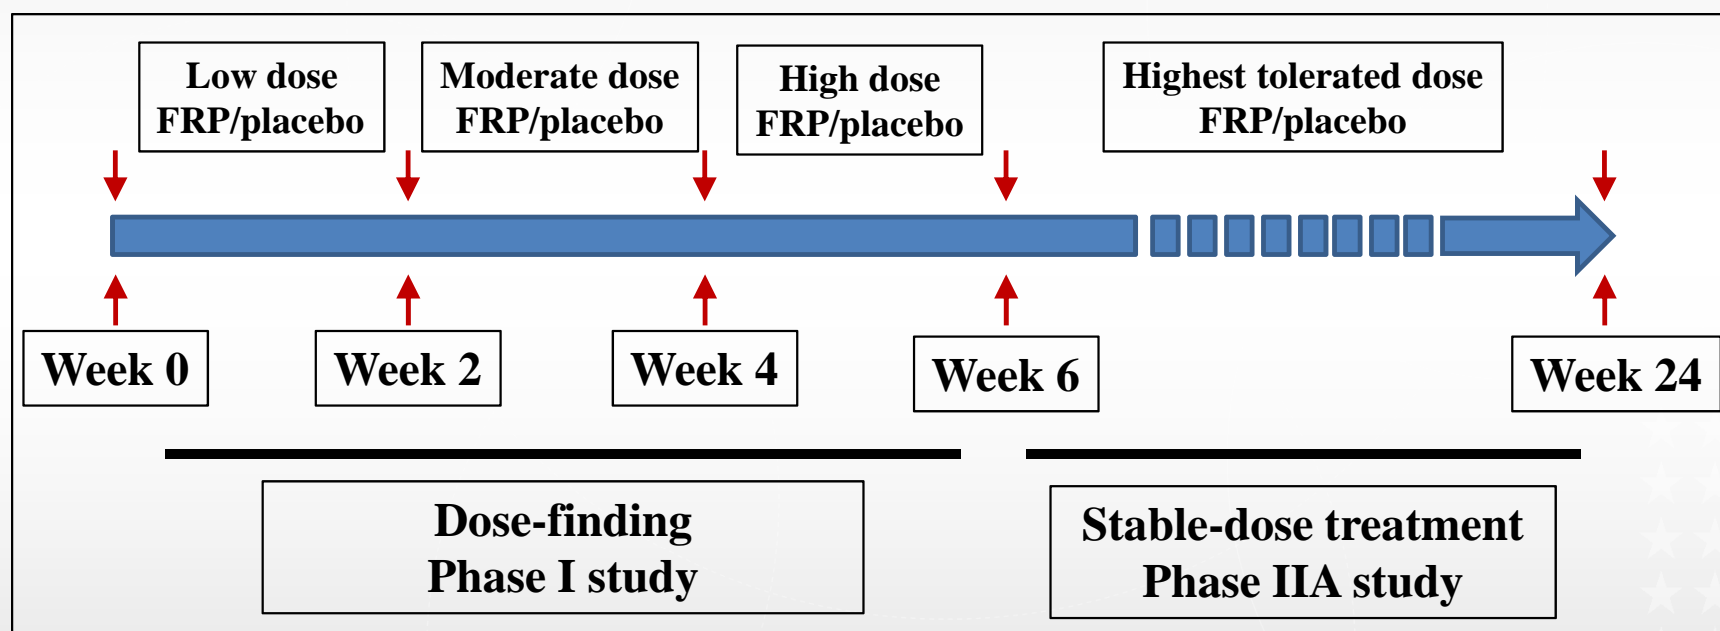 Low dose
FRP/placebo
Moderate dose
FRP/placebo
High dose
FRP/placebo
Highest tolerated dose
FRP/placebo
Week 0
Week 2
Week 4
Week 6
Week 24
Dose-finding
Phase I study
Stable-dose treatment
Phase IIA study